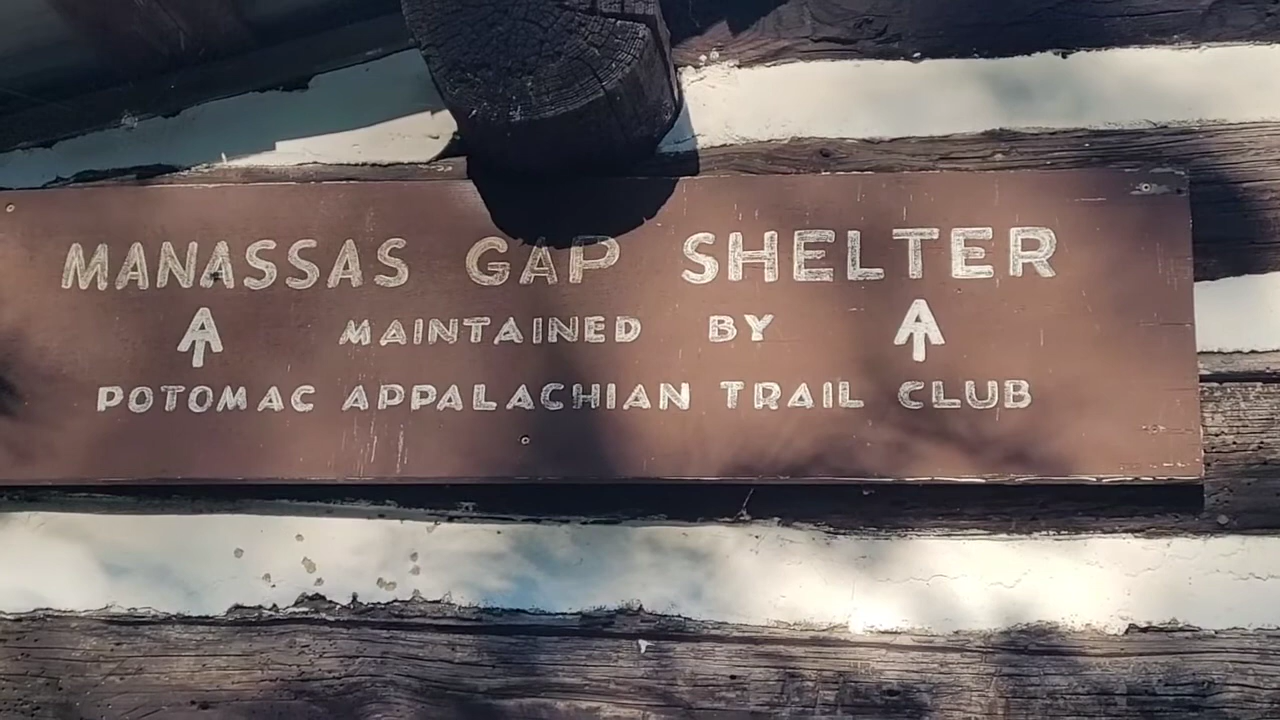 MANASSAS GAP SHELTER
MAINTAINED BY
POTOMAC APPALACHIAN TRAIL CLUB